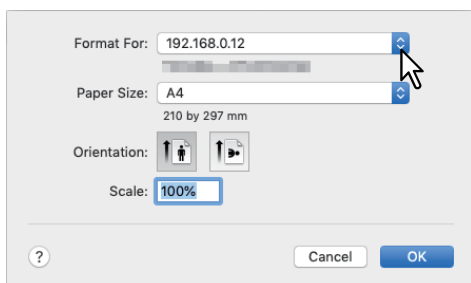 Format For: 192.168.0.12
Paper Size: A4
210 by 297 mm
Orientation:
Scale: 100%
? Cancel OK